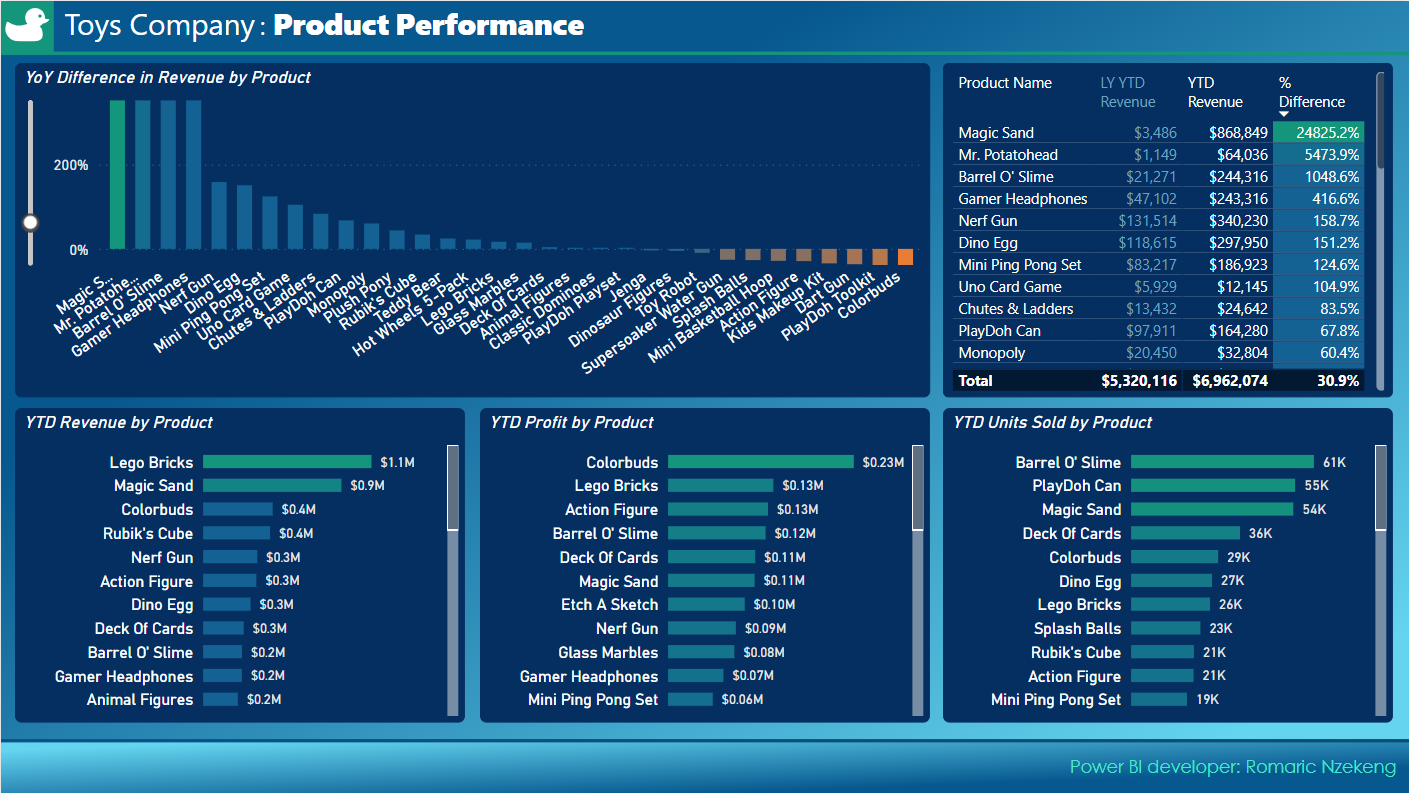 Toys Company : Product Performance
YoY Difference in Revenue by Product
200%
0%
Magic S...
Mr. Potatohe...
Barrel O' Slime
Gamer Headphones
Nerf Gun
Dino Egg
Mini Ping Pong Set
Uno Card Game
Chutes & Ladders
PlayDoh Can
Monopoly
Plush Pony
Rubik's Cube
Teddy Bear
Hot Wheels 5-Pack
Lego Bricks
Glass Marbles
Deck Of Cards
Animal Figures
Classic Dominoes
PlayDoh Playset
Jenga
Dinosaur Figures
Toy Robot
Supersoaker Water Gun
Splash Balls
Mini Basketball Hoop
Action Figure
Kids Makeup Kit
Dart Gun
PlayDoh Toolkit
Colorbuds
Product Name LY YTD Revenue YTD Revenue % Difference
Magic Sand $3,486 $868,849 24825.2%
Mr. Potatohead $1,149 $64,036 5473.9%
Barrel O' Slime $21,271 $244,316 1048.6%
Gamer Headphones $47,102 $243,316 416.6%
Nerf Gun $131,514 $340,230 158.7%
Dino Egg $118,615 $297,950 151.2%
Mini Ping Pong Set $83,217 $186,923 124.6%
Uno Card Game $5,929 $12,145 104.9%
Chutes & Ladders $13,432 $24,642 83.5%
PlayDoh Can $97,911 $164,280 67.8%
Monopoly $20,450 $32,804 60.4%
Total $5,320,116 $6,962,074 30.9%
YTD Revenue by Product
Lego Bricks $1.1M
Magic Sand $0.9M
Colorbuds $0.4M
Rubik's Cube $0.4M
Nerf Gun $0.3M
Action Figure $0.3M
Dino Egg $0.3M
Deck Of Cards $0.3M
Barrel O' Slime $0.2M
Gamer Headphones $0.2M
Animal Figures $0.2M
YTD Profit by Product
Colorbuds $0.23M
Lego Bricks $0.13M
Action Figure $0.13M
Barrel O' Slime $0.12M
Deck Of Cards $0.11M
Magic Sand $0.11M
Etch A Sketch $0.10M
Nerf Gun $0.09M
Glass Marbles $0.08M
Gamer Headphones $0.07M
Mini Ping Pong Set $0.06M
YTD Units Sold by Product
Barrel O' Slime 61K
PlayDoh Can 55K
Magic Sand 54K
Deck Of Cards 36K
Colorbuds 29K
Dino Egg 27K
Lego Bricks 26K
Splash Balls 23K
Rubik's Cube 21K
Action Figure 21K
Mini Ping Pong Set 19K
Power BI developer: Romaric Nzekeng